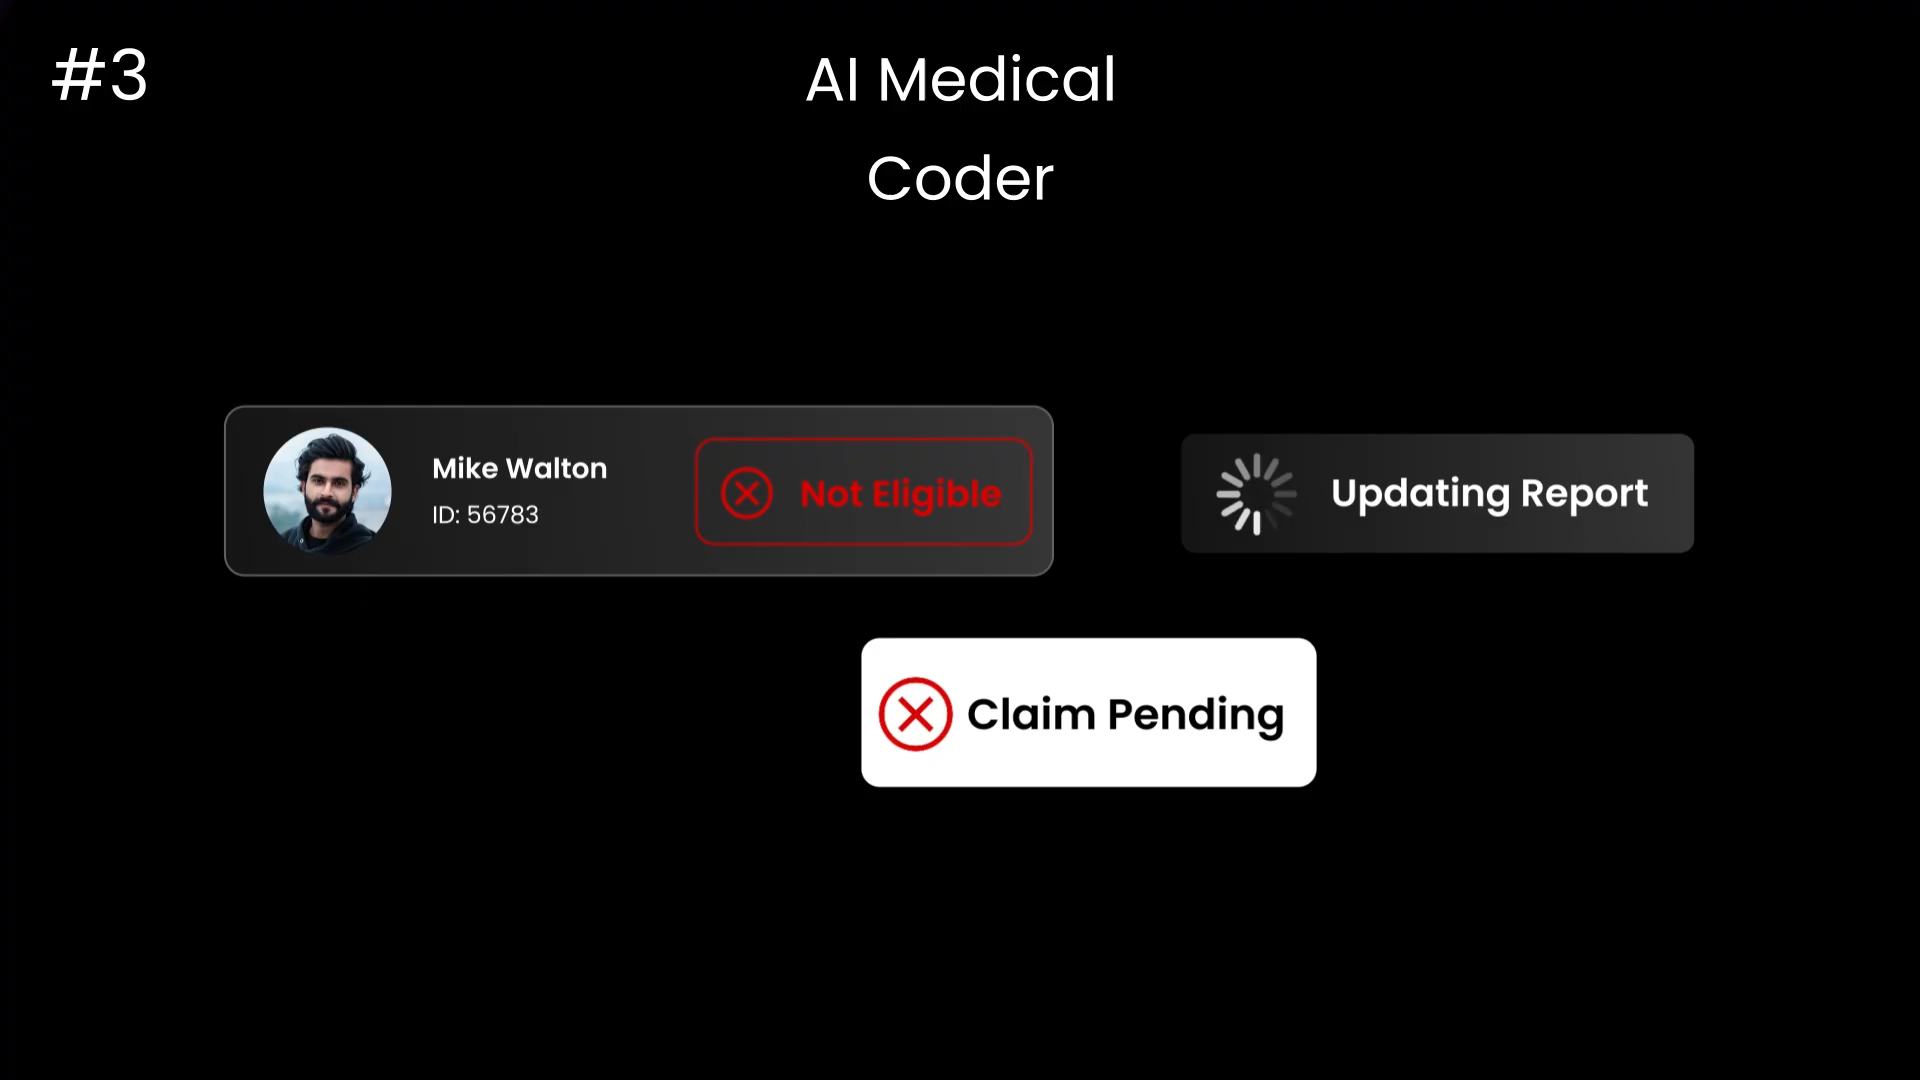 #3
AI Medical
Coder
Mike Walton
ID: 56783
Not Eligible
Updating Report
Claim Pending